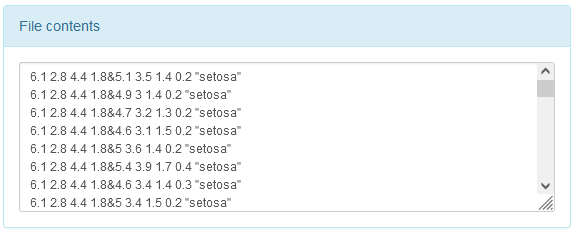 File contents
6.1 2.8 4.4 1.8&5.1 3.5 1.4 0.2 "setosa"
6.1 2.8 4.4 1.8&4.9 3 1.4 0.2 "setosa"
6.1 2.8 4.4 1.8&4.7 3.2 1.3 0.2 "setosa"
6.1 2.8 4.4 1.8&4.6 3.1 1.5 0.2 "setosa"
6.1 2.8 4.4 1.8&5 3.6 1.4 0.2 "setosa"
6.1 2.8 4.4 1.8&5.4 3.9 1.7 0.4 "setosa"
6.1 2.8 4.4 1.8&4.6 3.4 1.4 0.3 "setosa"
6.1 2.8 4.4 1.8&5 3.4 1.5 0.2 "setosa"